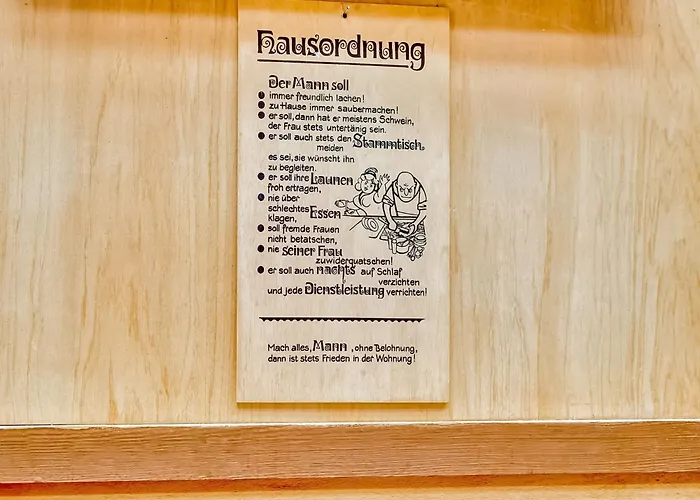 Hausordnung
Der Mann soll
immer freundlich lachen!
zu Hause immer saubermachen!
er soll, dann hat er meistens Schwein,
der Frau stets untertänig sein.
er soll auch stets den Stammtisch,
meiden
es sei, sie wünscht ihn
zu begleiten.
er soll ihre Launen
froh ertragen,
nie über
schlechtes Essen
klagen,
soll fremde Frauen
nicht betatschen,
nie seiner Frau
zuwiderquatschen!
er soll auch nachts auf Schlaf
verzichten
und jede Dienstleistung verrichten!
Mach alles, Mann, ohne Belohnung,
dann ist stets Frieden in der Wohnung!